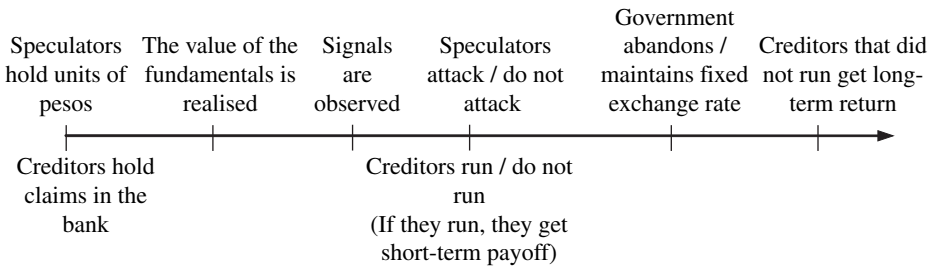 Speculators
hold units of
pesos
The value of the
fundamentals is
realised
Signals
are
observed
Speculators
attack / do not
attack
Government
abandons /
maintains fixed
exchange rate
Creditors that did
not run get long-
term return
Creditors hold
claims in the
bank
Creditors run / do not
run
(If they run, they get
short-term payoff)